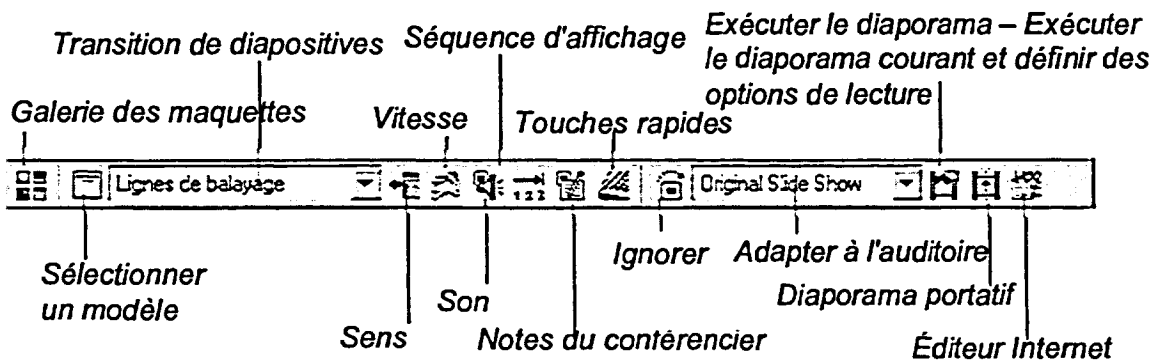 Exécuter le diaporama – Exécuter
le diaporama courant et définir des
options de lecture
Transition de diapositives
Séquence d'affichage
Galerie des maquettes
Vitesse
Touches rapides
Lignes de balayage
123
Original Slide Show
Sélectionner
un modèle
Ignorer
Adapter à l'auditoire
Son
Diaporama portatif
Sens
Notes du conférencier
Éditeur Internet